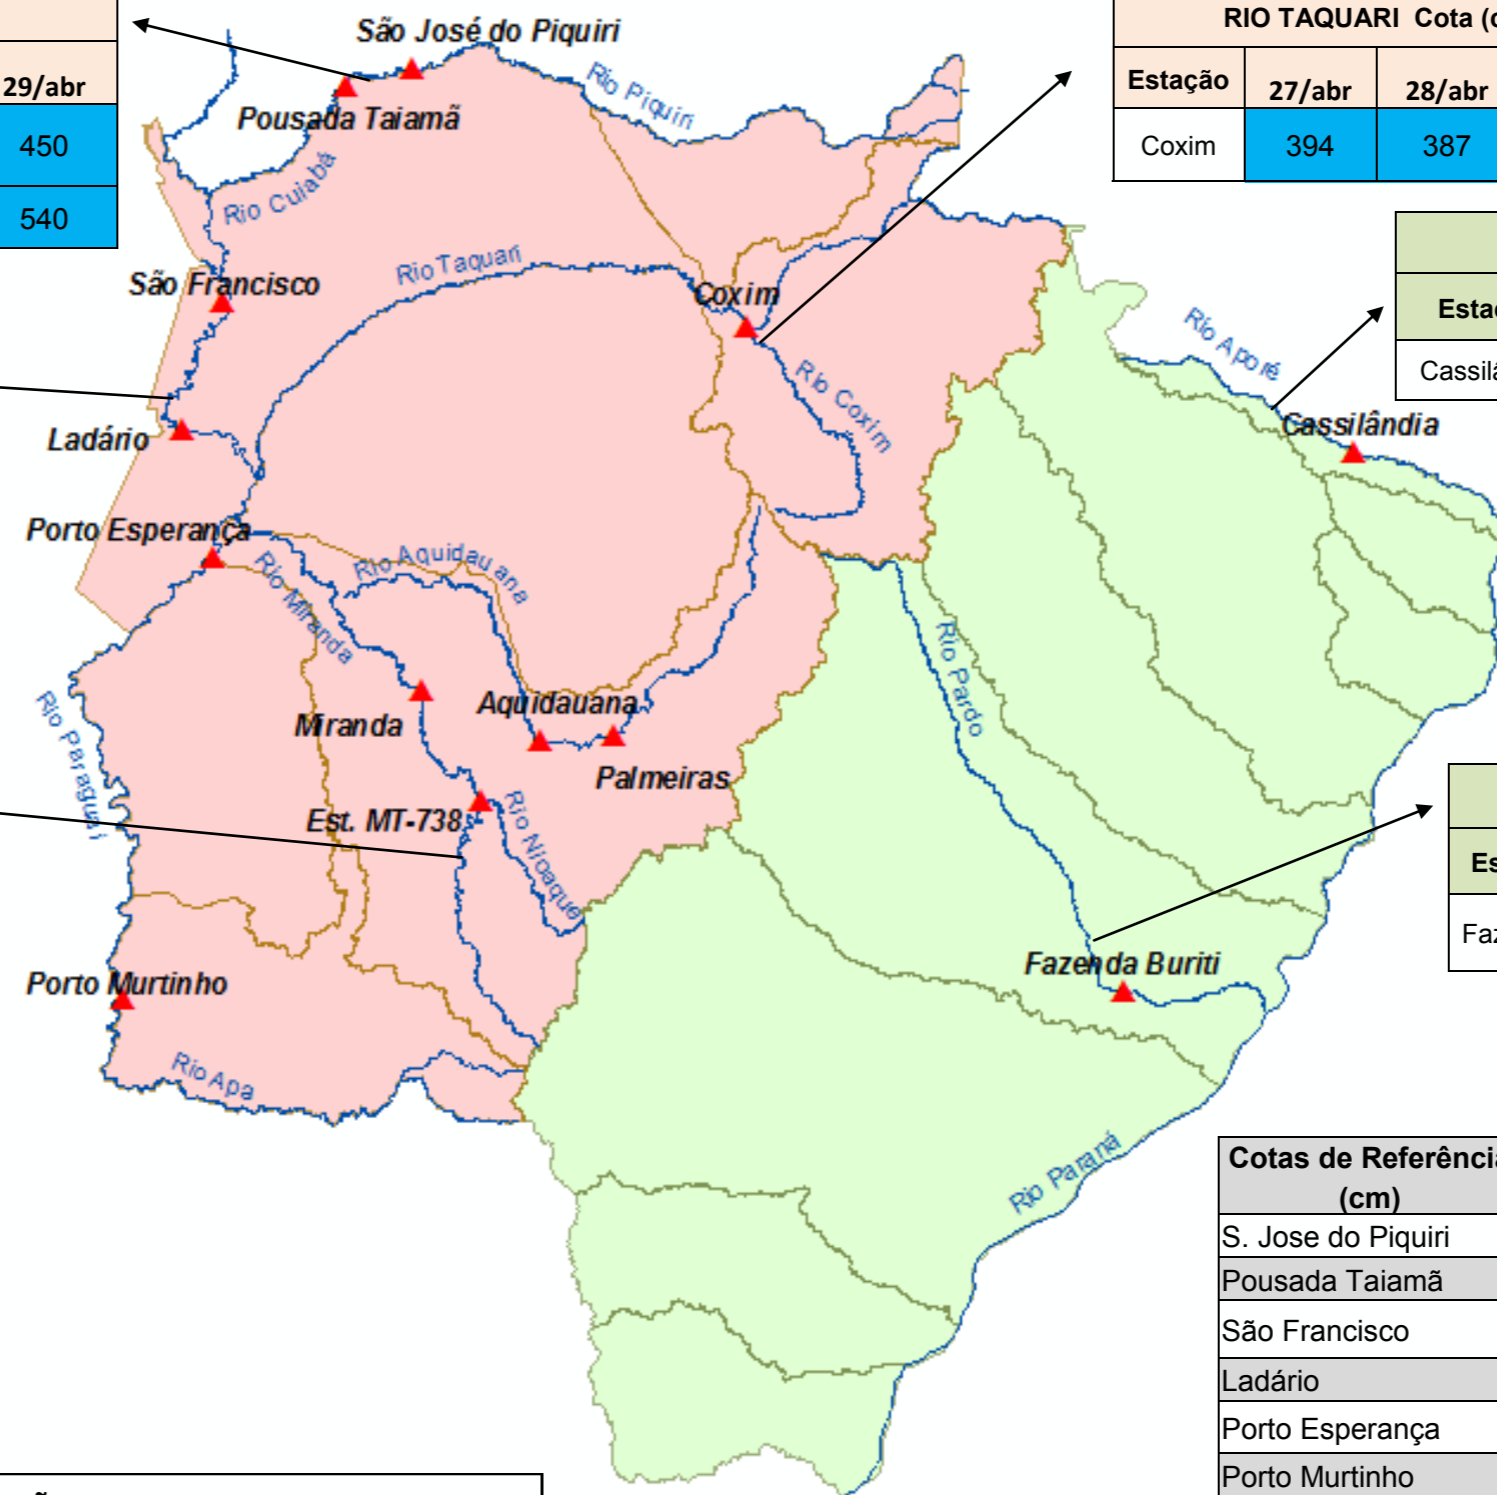 29/abr
450
540
RIO TAQUARI Cota (c
Estação 27/abr 28/abr
Coxim 394 387
São José do Piquiri
Pousada Taiamã
Rio Piquiri
Rio Cuiabá
São Francisco
Rio Taquari
Coxim
Rio Coxim
Rio Aporé
Cassilândia
Ladário
Porto Esperança
Rio Miranda
Rio Aquidauana
Rio Pardo
Rio Paraguai
Miranda
Aquidauana
Palmeiras
Est. MT-738
Rio Nioaque
Fazenda Buriti
Porto Murtinho
Rio Apa
Rio Paraná
Cotas de Referência
(cm)
S. Jose do Piquiri
Pousada Taiamã
São Francisco
Ladário
Porto Esperança
Porto Murtinho